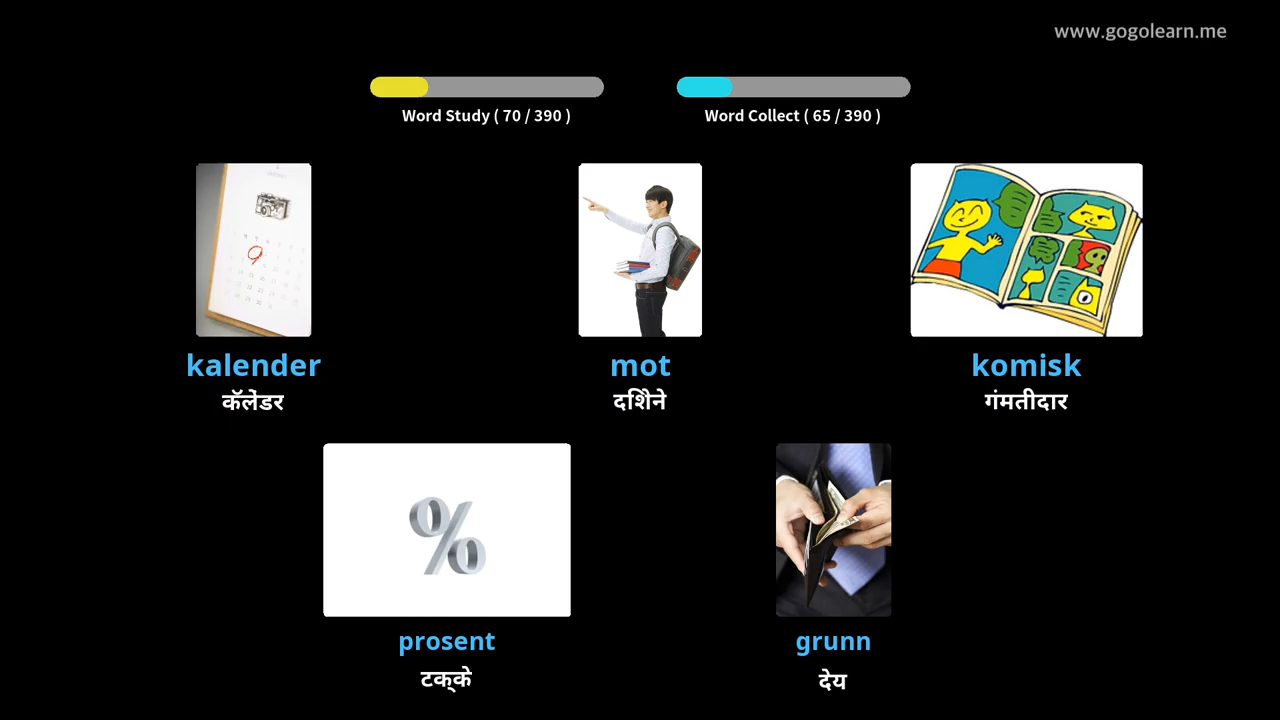 www.gogolearn.me
Word Study ( 70 / 390 )
Word Collect ( 65 / 390 )
kalender
mot
komisk
कॅलेंडर
दिशेने
गंमतीदार
prosent
grunn
टक्के
देय